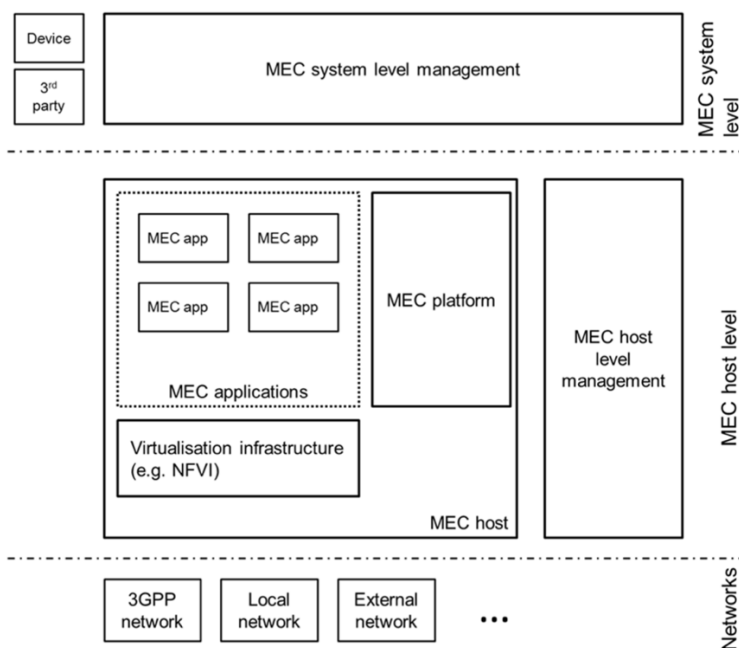 Device
3rd
party
MEC system level management
MEC system
level
MEC app
MEC app
MEC app
MEC app
MEC applications
MEC platform
Virtualisation infrastructure
(e.g. NFVI)
MEC host
MEC host
level
management
MEC host level
3GPP
network
Local
network
External
network
...
Networks